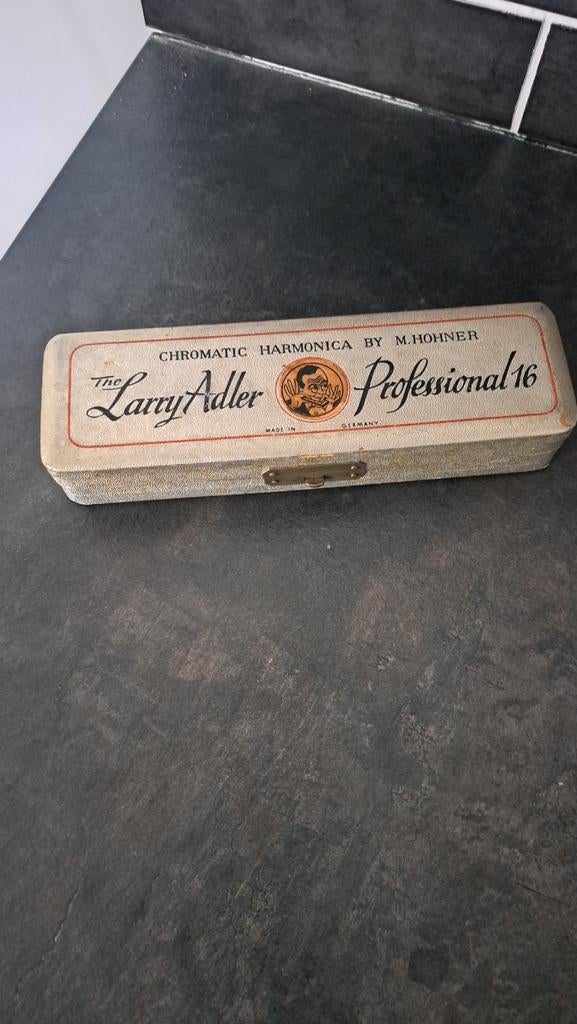 CHROMATIC HARMONICA BY M. HOHNER
The Larry Adler Professional 16
MADE IN GERMANY